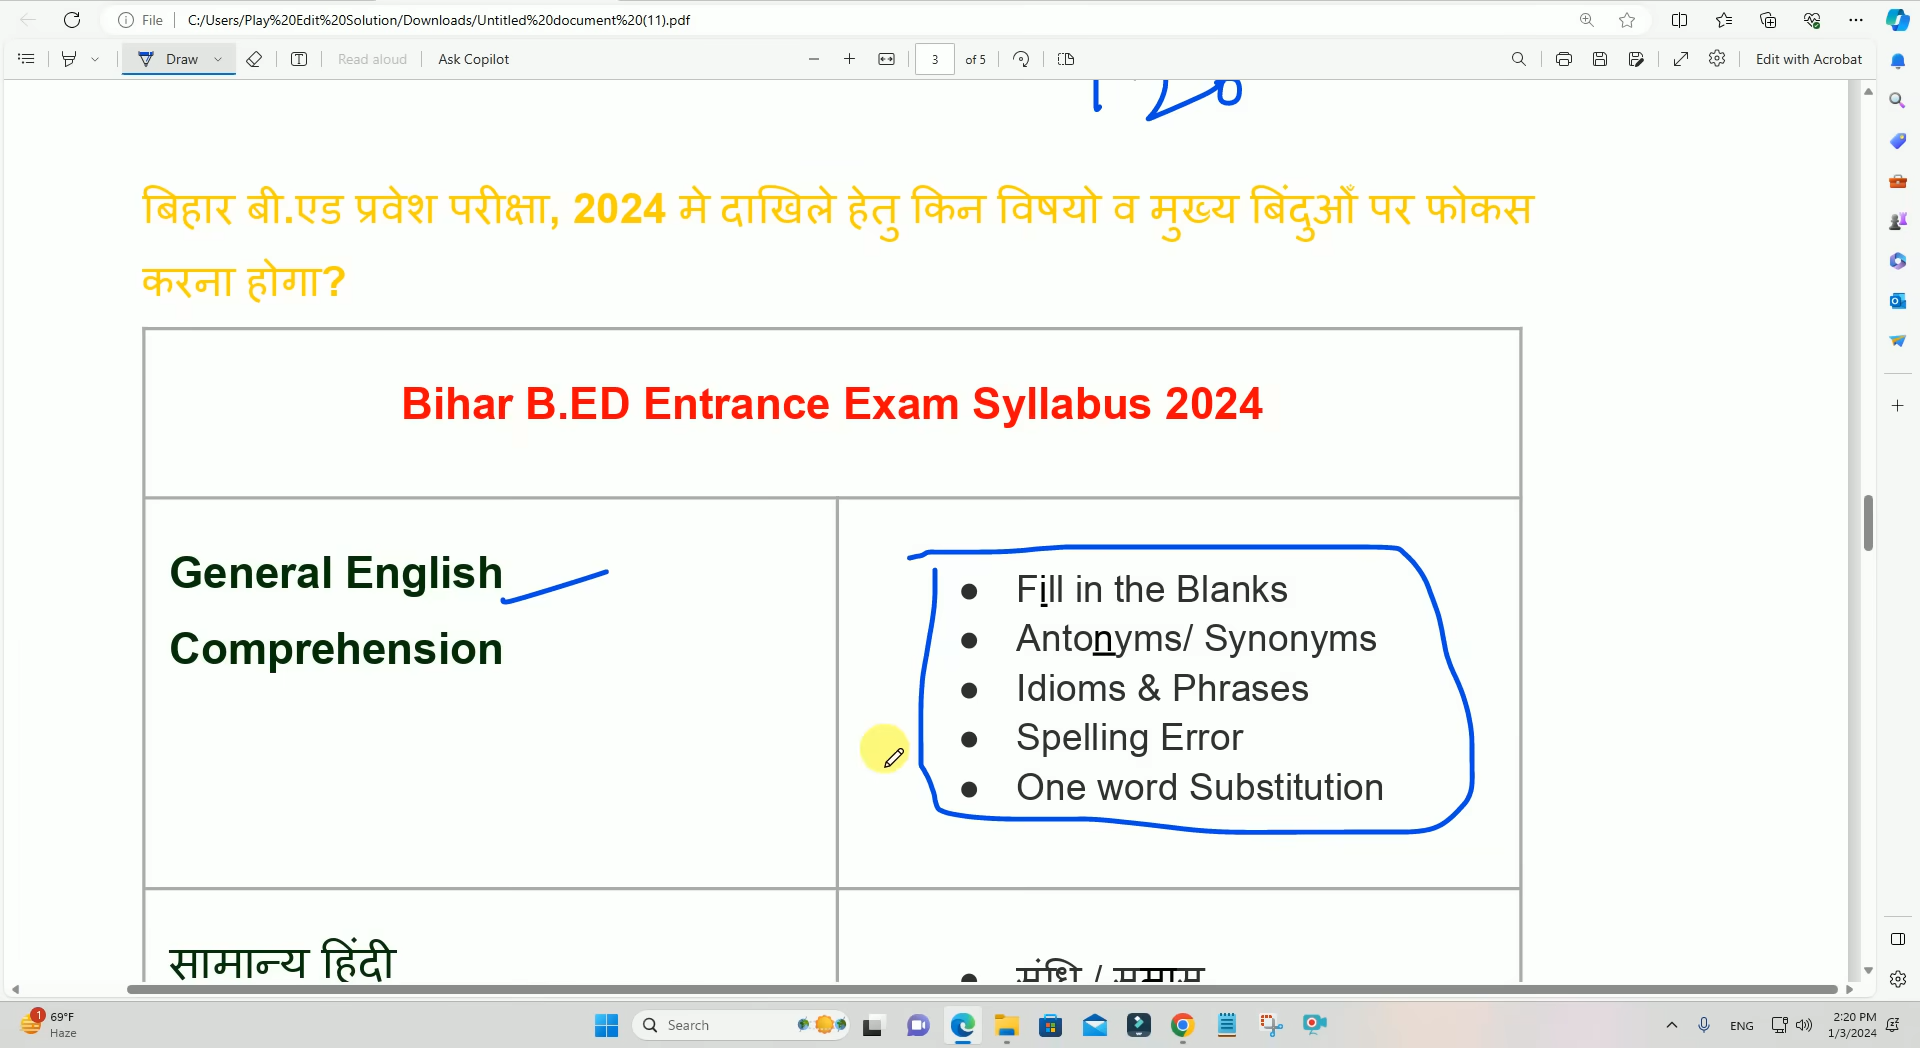 File
C:/Users/Play%20Edit%20Solution/Downloads/Untitled%20document%20(11).pdf
Draw
Read aloud
Ask Copilot
3 of 5
Edit with Acrobat
बिहार बी.एड प्रवेश परीक्षा, 2024 मे दाखिले हेतु किन विषयो व मुख्य बिंदुओँ पर फोकस
करना होगा?
Bihar B.ED Entrance Exam Syllabus 2024
General English
Comprehension
● Fill in the Blanks
● Antonyms/ Synonyms
● Idioms & Phrases
● Spelling Error
● One word Substitution
सामान्य हिंदी
● संधि / समास
1
69°F
Haze
Search
ENG
2:20 PM
1/3/2024